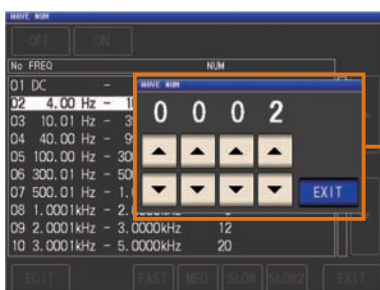 WAVE NUM
OFF ON
No FREQ NUM
01 DC -
02 4.00 Hz -
03 10.01 Hz -
04 40.00 Hz -
05 100.00 Hz -
06 300.01 Hz -
07 500.01 Hz -
08 1.0001kHz -
09 2.0001kHz - 3.0000kHz 12
10 3.0001kHz - 5.0000kHz 20
WAVE NUM
0 0 0 2
EXIT
EDIT FAST MED SLOW SLOW2 EXIT